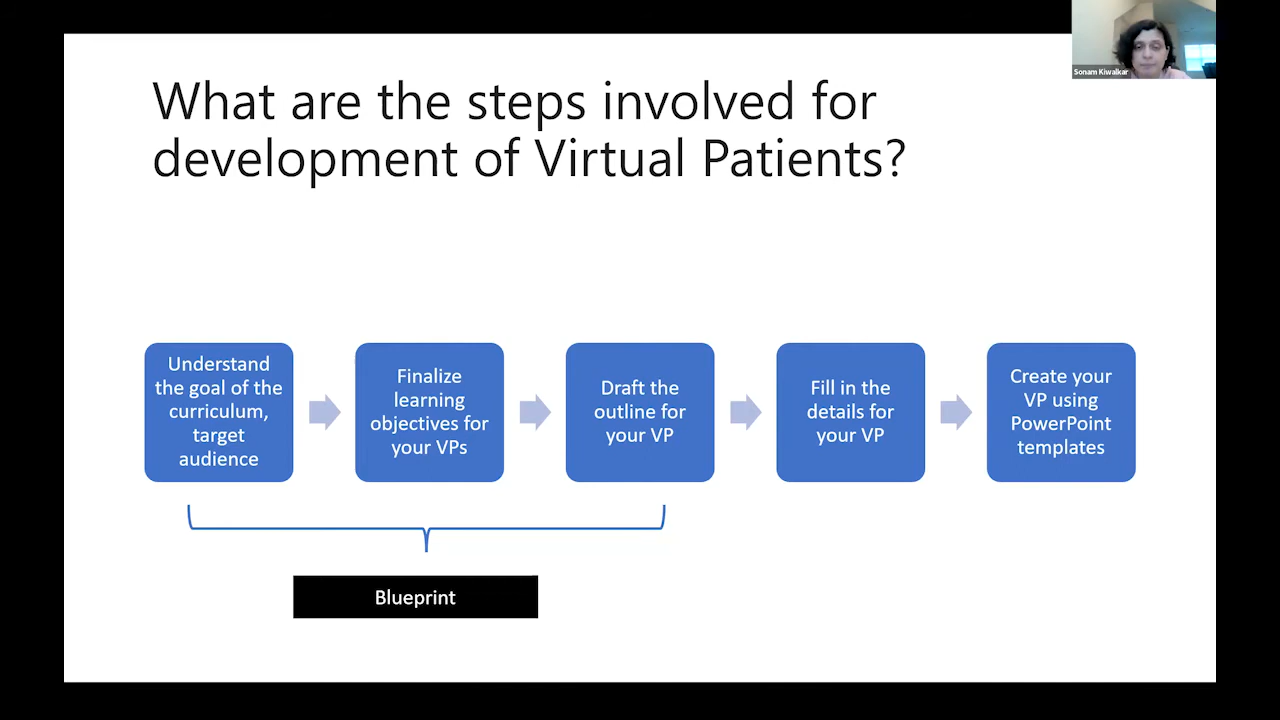 Sonam Kiwalkar
What are the steps involved for
development of Virtual Patients?
Understand
the goal of the
curriculum,
target
audience
Finalize
learning
objectives for
your VPs
Draft the
outline for
your VP
Fill in the
details for
your VP
Create your
VP using
PowerPoint
templates
Blueprint